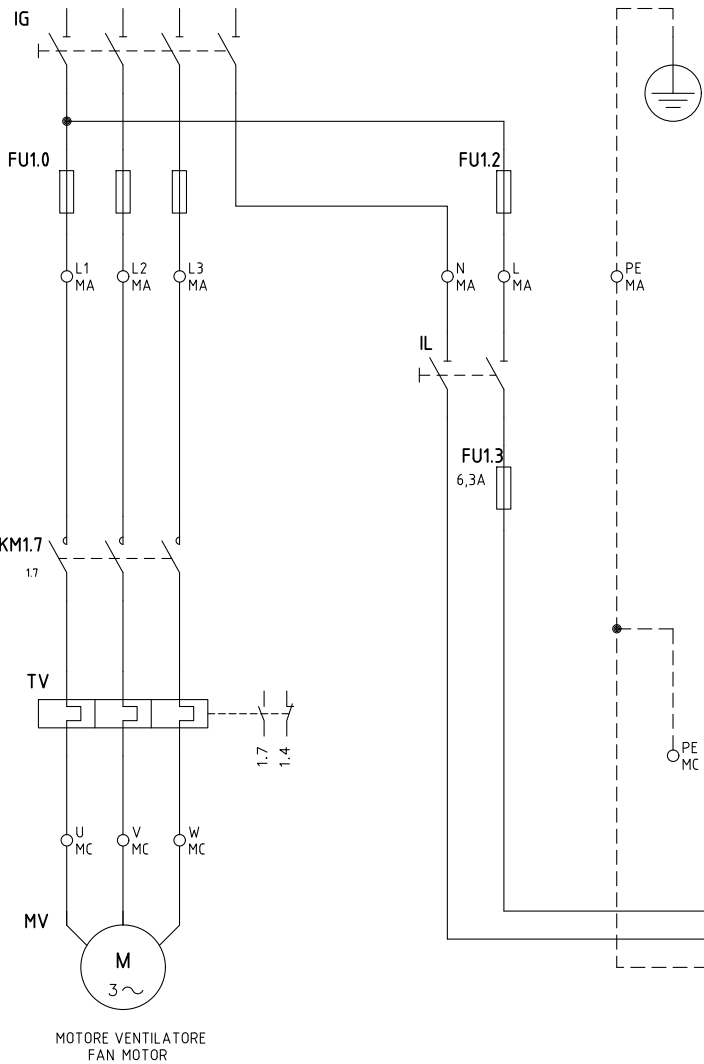 IG
FU1.0
FU1.2
L1
MA
L2
MA
L3
MA
N
MA
L
MA
PE
MA
IL
FU1.3
6,3A
KM1.7
1.7
TV
1.7
1.4
PE
MC
U
MC
V
MC
W
MC
MV
M
3~
MOTORE VENTILATORE
FAN MOTOR